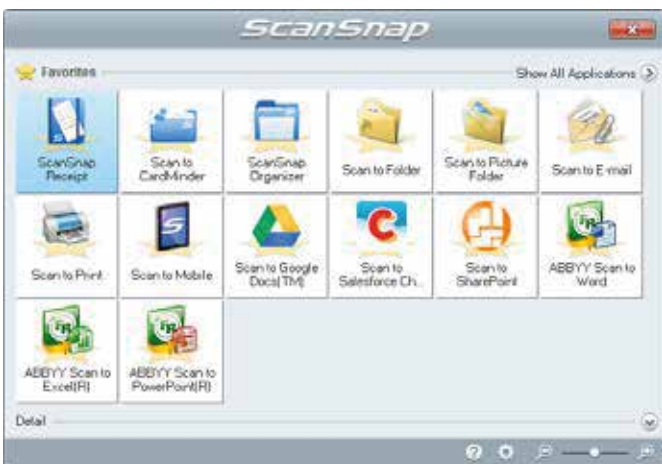 ScanSnap
Favorites
Show All Applications
ScanSnap
Receipt
Scan to
CardMinder
ScanSnap
Organizer
Scan to Folder
Scan to Picture
Folder
Scan to E-mail
Scan to Print
Scan to Mobile
Scan to Google
Docs(TM)
Scan to
Salesforce Ch...
Scan to
SharePoint
ABBYY Scan to
Word
ABBYY Scan to
Excel(R)
ABBYY Scan to
PowerPoint(R)
Detail